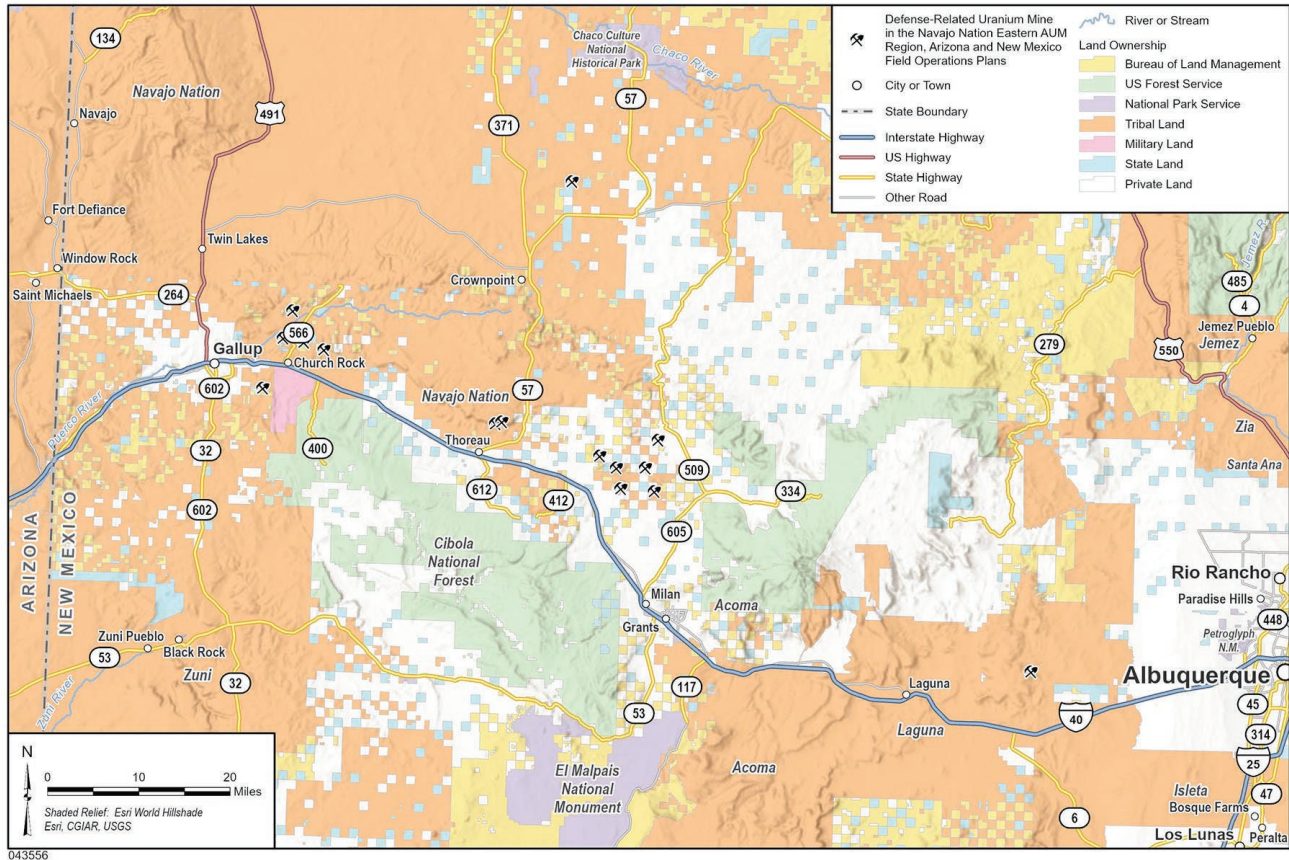 Defense-Related Uranium Mine
in the Navajo Nation Eastern AUM
Region, Arizona and New Mexico
Field Operations Plans
City or Town
State Boundary
Interstate Highway
US Highway
State Highway
Other Road
River or Stream
Land Ownership
Bureau of Land Management
US Forest Service
National Park Service
Tribal Land
Military Land
State Land
Private Land
134
Navajo Nation
Navajo
491
371
Chaco Culture
National
Historical Park
Chaco River
57
Fort Defiance
Twin Lakes
Window Rock
Saint Michaels
264
Crownpoint
566
Gallup
Church Rock
602
Puerco River
Navajo Nation
57
32
400
Thoreau
602
612
412
509
334
605
279
485
4
Jemez R
Jemez Pueblo
Jemez
550
Zia
Santa Ana
ARIZONA
NEW MEXICO
Cibola
National
Forest
Milan
Grants
Acoma
Rio Rancho
Paradise Hills
448
Petroglyph
N.M.
Albuquerque
Zuni Pueblo
Black Rock
53
Zuni
32
Zuni River
117
53
Laguna
Laguna
40
45
314
25
El Malpais
National
Monument
Acoma
Isleta
47
Bosque Farms
6
Los Lunas
Peralta
N
0 10 20
Miles
Shaded Relief: Esri World Hillshade
Esri, CGIAR, USGS
043556